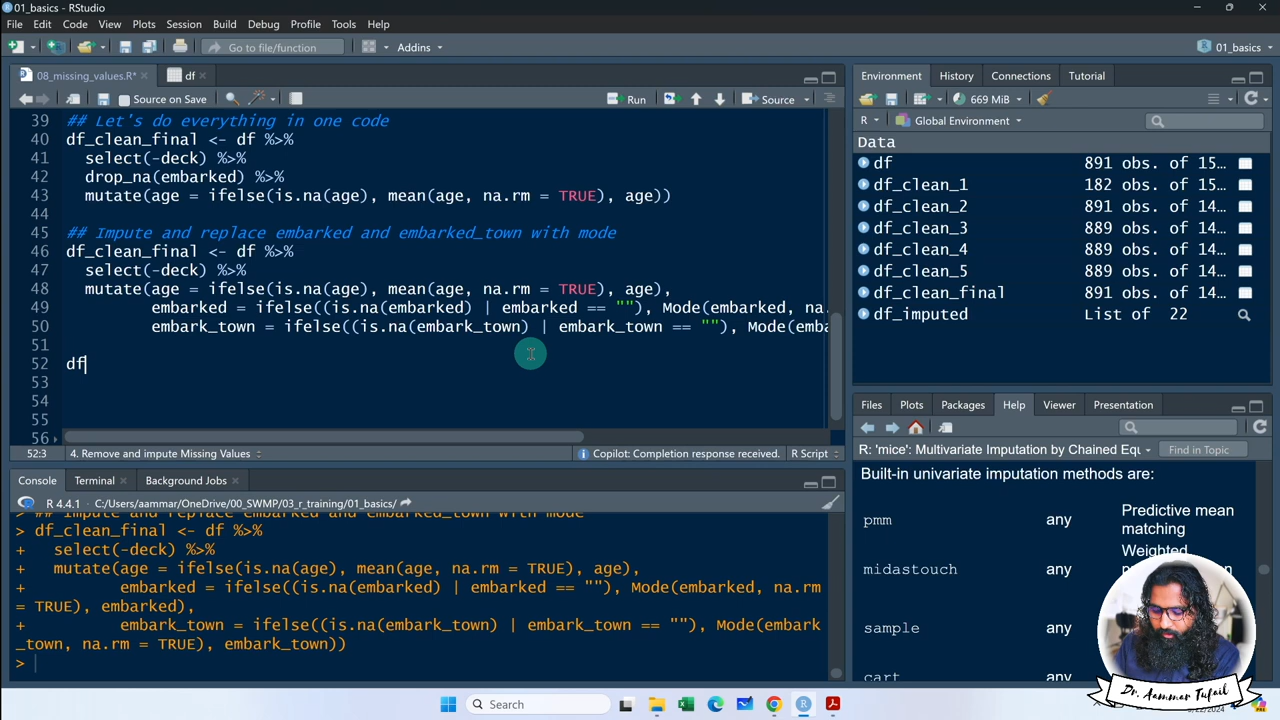 01_basics - RStudio
File Edit Code View Plots Session Build Debug Profile Tools Help
Go to file/function Addins 01_basics
08_missing_values.R* df
Source on Save Run Source
39 ## Let's do everything in one code
40 df_clean_final <- df %>%
41 select(-deck) %>%
42 drop_na(embarked) %>%
43 mutate(age = ifelse(is.na(age), mean(age, na.rm = TRUE), age))
44
45 ## Impute and replace embarked and embarked_town with mode
46 df_clean_final <- df %>%
47 select(-deck) %>%
48 mutate(age = ifelse(is.na(age), mean(age, na.rm = TRUE), age),
49 embarked = ifelse((is.na(embarked) | embarked == ""), Mode(embarked, na.
50 embark_town = ifelse((is.na(embark_town) | embark_town == ""), Mode(emba
51
52 df
53
54
55
56
52:3 4. Remove and impute Missing Values Copilot: Completion response received. R Script
Console Terminal Background Jobs
R 4.4.1 · C:/Users/aammar/OneDrive/00_SWMP/03_r_training/01_basics/
> ## Impute and replace embarked and embarked_town with mode
> df_clean_final <- df %>%
+ select(-deck) %>%
+ mutate(age = ifelse(is.na(age), mean(age, na.rm = TRUE), age),
+ embarked = ifelse((is.na(embarked) | embarked == ""), Mode(embarked, na.rm
= TRUE), embarked),
+ embark_town = ifelse((is.na(embark_town) | embark_town == ""), Mode(embark
_town, na.rm = TRUE), embark_town))
>
Environment History Connections Tutorial
669 MiB
R Global Environment
Data
df 891 obs. of 15…
df_clean_1 182 obs. of 15…
df_clean_2 891 obs. of 14…
df_clean_3 889 obs. of 14…
df_clean_4 889 obs. of 14…
df_clean_5 889 obs. of 14…
df_clean_final 891 obs. of 14…
df_imputed List of 22
Files Plots Packages Help Viewer Presentation
R: 'mice': Multivariate Imputation by Chained Equ Find in Topic
Built-in univariate imputation methods are:
pmm any Predictive mean
matching
Weighted
midastouch any
sample any
cart any
Dr. Aammar Tufail
Search